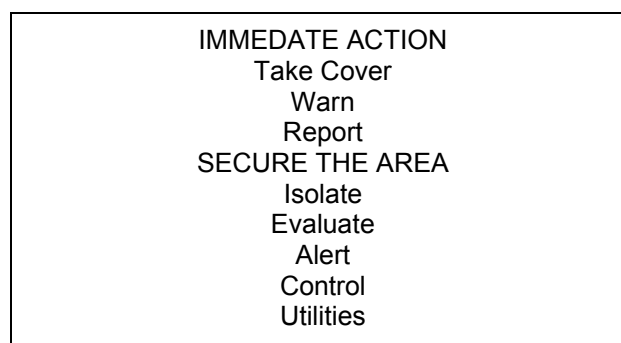 IMMEDATE ACTION
Take Cover
Warn
Report
SECURE THE AREA
Isolate
Evaluate
Alert
Control
Utilities